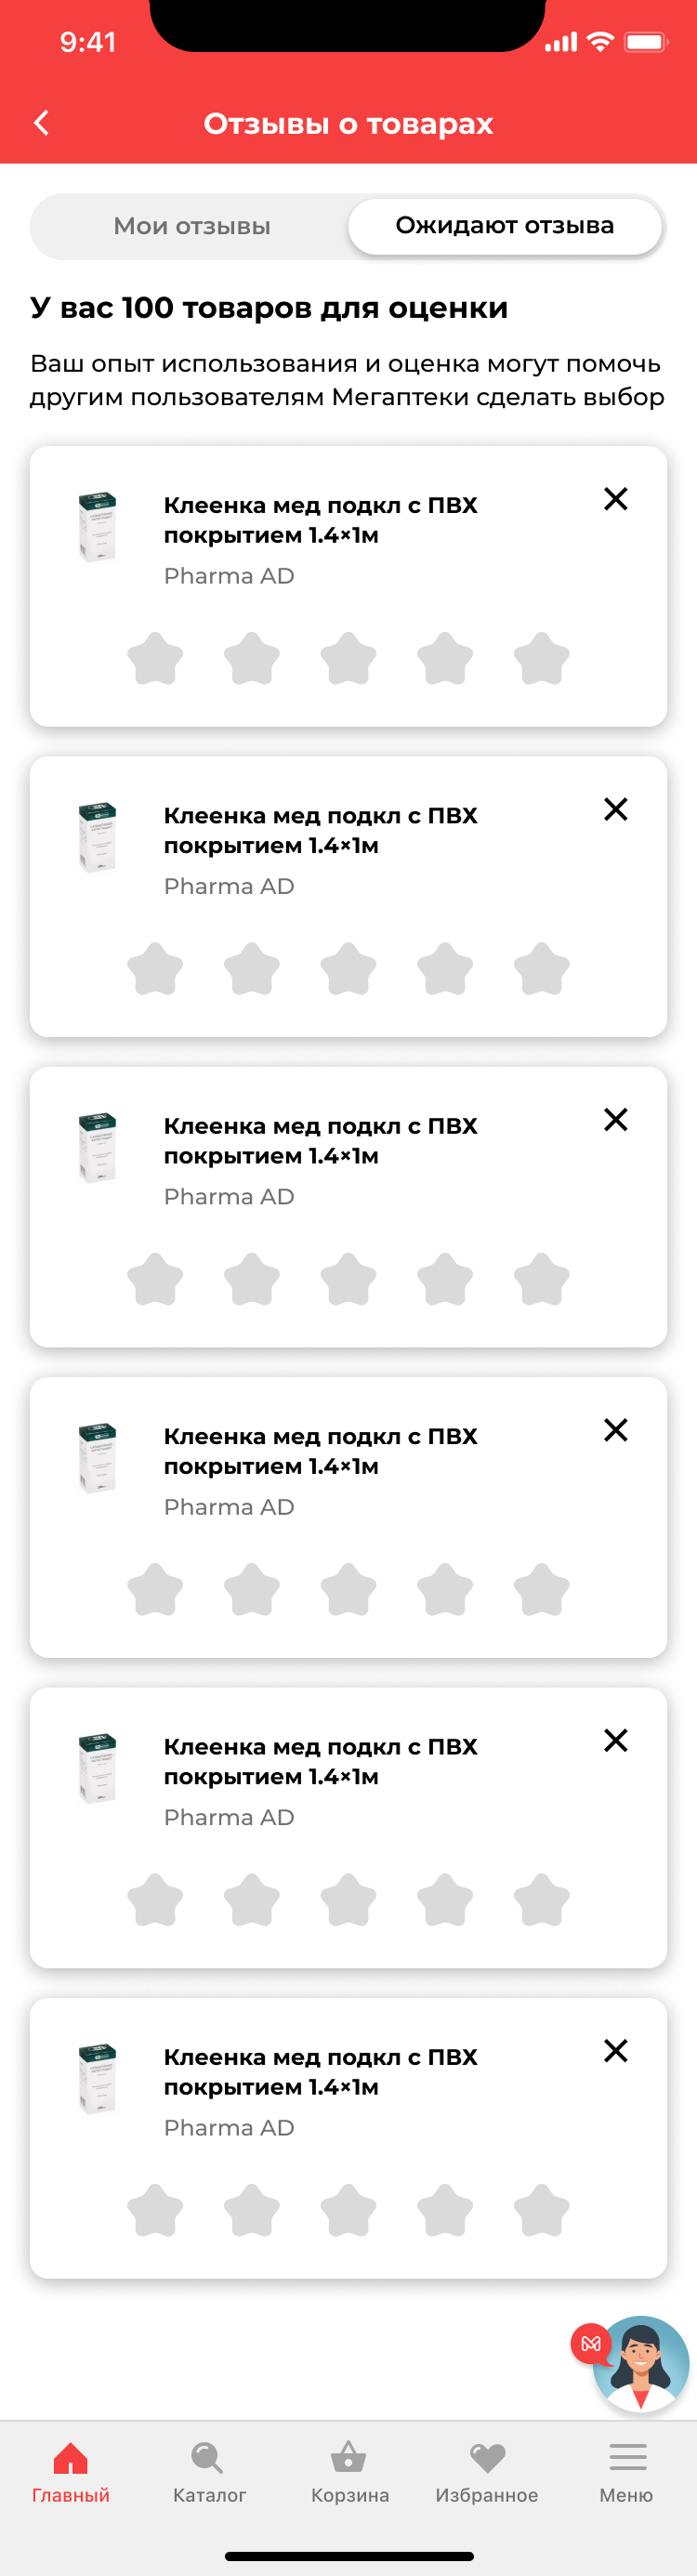 9:41
Отзывы о товарах
Мои отзывы
Ожидают отзыва
У вас 100 товаров для оценки
Ваш опыт использования и оценка могут помочь
другим пользователям Мегаптеки сделать выбор
Клеенка мед подкл с ПВХ
покрытием 1.4×1м
Pharma AD
Клеенка мед подкл с ПВХ
покрытием 1.4×1м
Pharma AD
Клеенка мед подкл с ПВХ
покрытием 1.4×1м
Pharma AD
Клеенка мед подкл с ПВХ
покрытием 1.4×1м
Pharma AD
Клеенка мед подкл с ПВХ
покрытием 1.4×1м
Pharma AD
Клеенка мед подкл с ПВХ
покрытием 1.4×1м
Pharma AD
Главный
Каталог
Корзина
Избранное
Меню